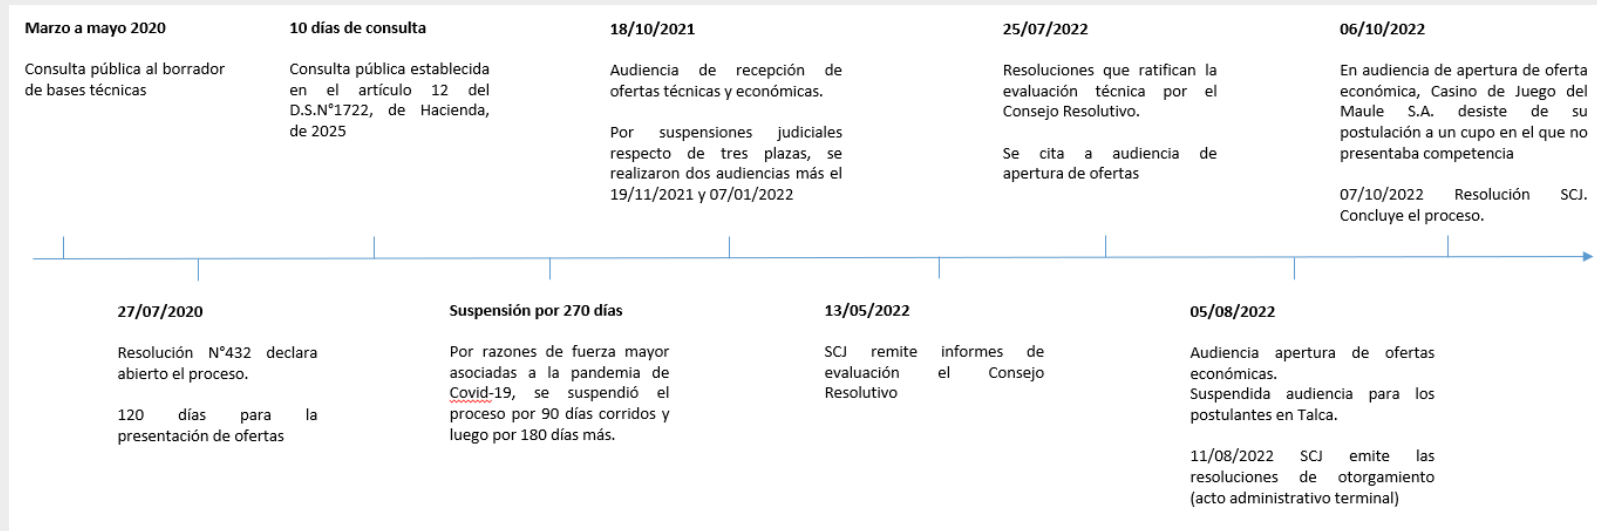 Marzo a mayo 2020
Consulta pública al borrador
de bases técnicas
10 días de consulta
Consulta pública establecida
en el artículo 12 del
D.S.N°1722, de Hacienda,
de 2025
18/10/2021
Audiencia de recepción de
ofertas técnicas y económicas.
Por suspensiones judiciales
respecto de tres plazas, se
realizaron dos audiencias más el
19/11/2021 y 07/01/2022
25/07/2022
Resoluciones que ratifican la
evaluación técnica por el
Consejo Resolutivo.
Se cita a audiencia de
apertura de ofertas
06/10/2022
En audiencia de apertura de oferta
económica, Casino de Juego del
Maule S.A. desiste de su
postulación a un cupo en el que no
presentaba competencia
07/10/2022 Resolución SCJ.
Concluye el proceso.
27/07/2020
Resolución N°432 declara
abierto el proceso.
120 días para la
presentación de ofertas
Suspensión por 270 días
Por razones de fuerza mayor
asociadas a la pandemia de
Covid-19, se suspendió el
proceso por 90 días corridos y
luego por 180 días más.
13/05/2022
SCJ remite informes de
evaluación el Consejo
Resolutivo
05/08/2022
Audiencia apertura de ofertas
económicas.
Suspendida audiencia para los
postulantes en Talca.
11/08/2022 SCJ emite las
resoluciones de otorgamiento
(acto administrativo terminal)